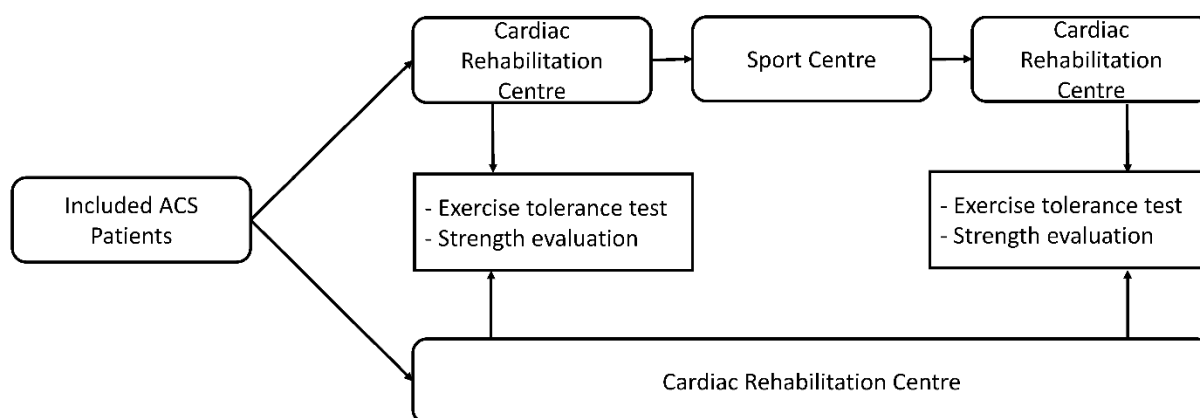 Cardiac
Rehabilitation
Centre
Sport Centre
Cardiac
Rehabilitation
Centre
Included ACS
Patients
- Exercise tolerance test
- Strength evaluation
- Exercise tolerance test
- Strength evaluation
Cardiac Rehabilitation Centre